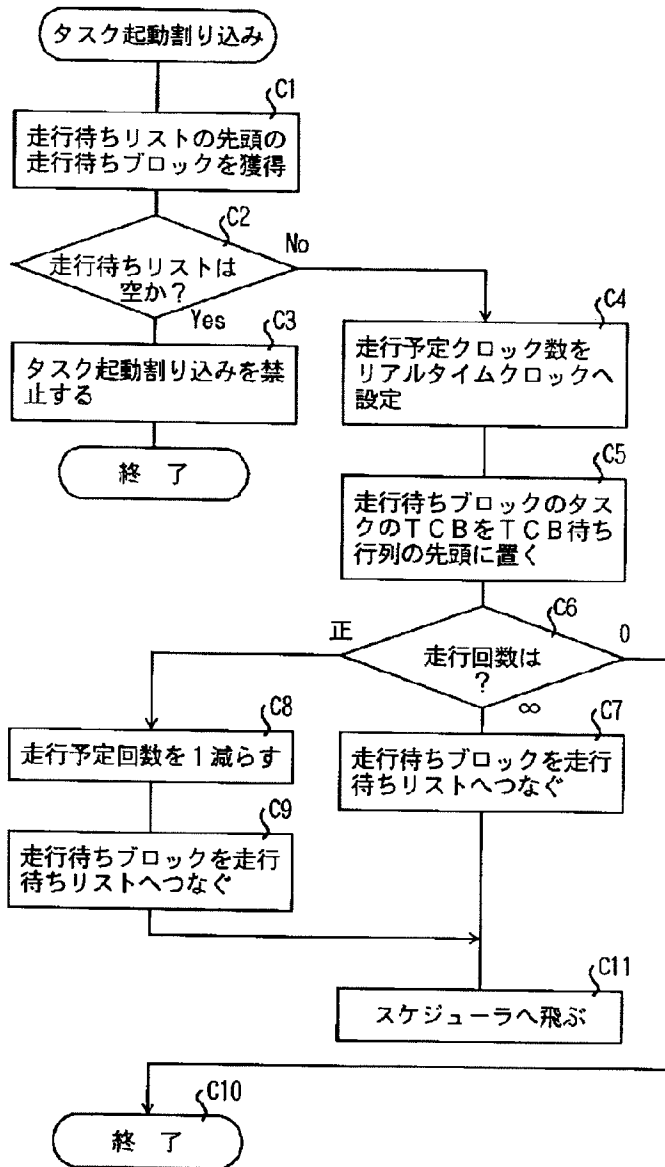 タスク起動割り込み
C1
走行待ちリストの先頭の
走行待ちブロックを獲得
C2
走行待ちリストは
空か？
No
Yes
C3
タスク起動割り込みを禁
止する
終 了
C4
走行予定クロック数を
リアルタイムクロックへ
設定
C5
走行待ちブロックのタス
クのTCBをTCB待ち
行列の先頭に置く
C6
走行回数は
？
正
0
∞
C8
走行予定回数を1減らす
C7
走行待ちブロックを走行
待ちリストへつなぐ
C9
走行待ちブロックを走行
待ちリストへつなぐ
C11
スケジューラへ飛ぶ
C10
終 了